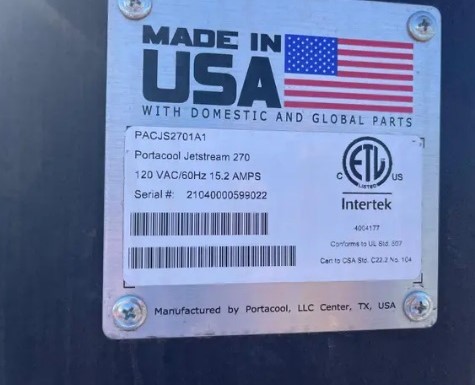 MADE IN
USA
WITH DOMESTIC AND GLOBAL PARTS
PACJS2701A1
Portacool Jetstream 270
120 VAC/60Hz 15.2 AMPS
Serial #: 21040000599022
C ETL US
LISTED
Intertek
4004177
Conforms to UL Std. 507
Cert to CSA Std. C22.2 No. 104
Manufactured by Portacool, LLC Center, TX, USA